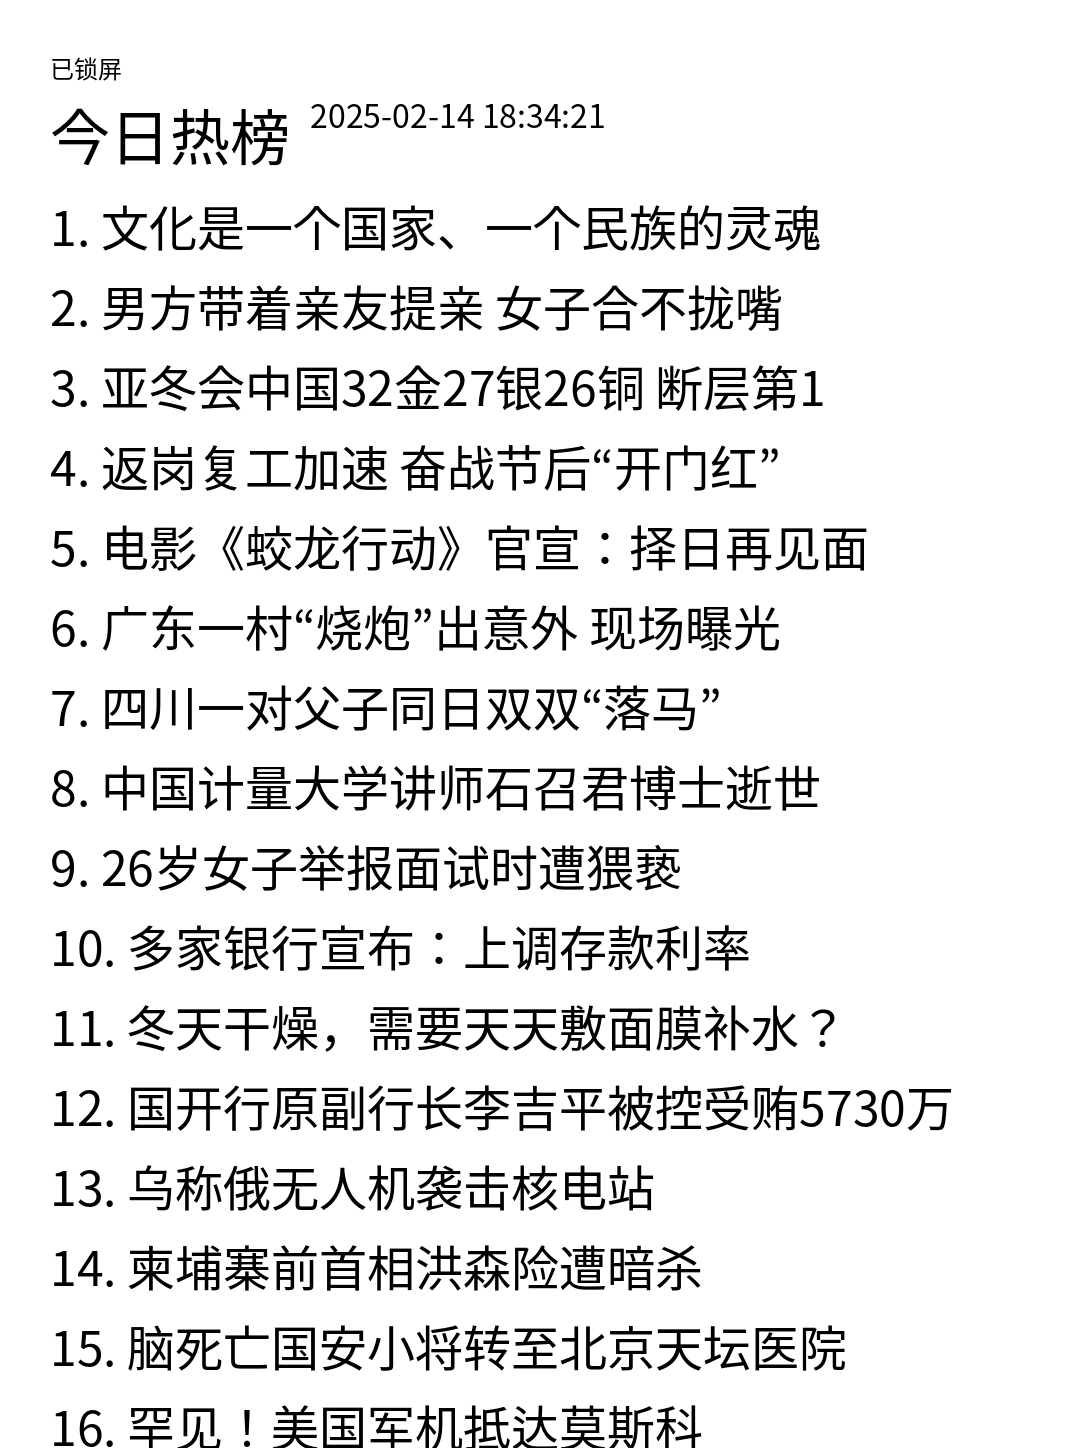 已锁屏
今日热榜 2025-02-14 18:34:21
1. 文化是一个国家、一个民族的灵魂
2. 男方带着亲友提亲 女子合不拢嘴
3. 亚冬会中国32金27银26铜 断层第1
4. 返岗复工加速 奋战节后“开门红”
5. 电影《蛟龙行动》官宣：择日再见面
6. 广东一村“烧炮”出意外 现场曝光
7. 四川一对父子同日双双“落马”
8. 中国计量大学讲师石召君博士逝世
9. 26岁女子举报面试时遭猥亵
10. 多家银行宣布：上调存款利率
11. 冬天干燥，需要天天敷面膜补水？
12. 国开行原副行长李吉平被控受贿5730万
13. 乌称俄无人机袭击核电站
14. 柬埔寨前首相洪森险遭暗杀
15. 脑死亡国安小将转至北京天坛医院
16. 罕见！美国军机抵达莫斯科